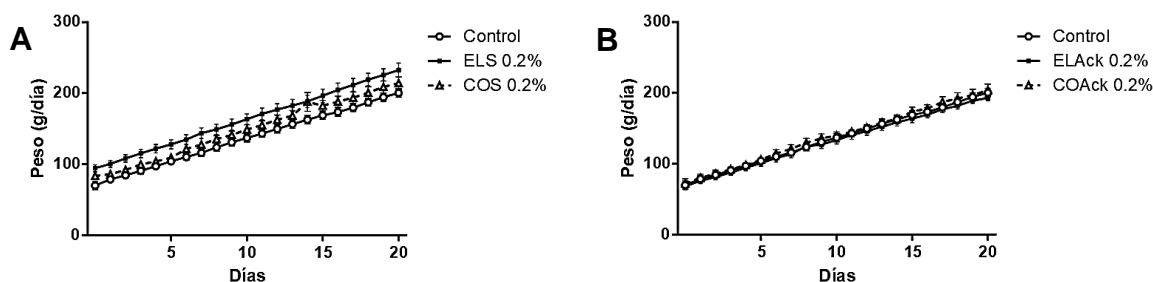 A
Peso (g/día)
300
200
100
0
5
10
15
20
Días
Control
ELS 0.2%
COS 0.2%
B
Peso (g/día)
300
200
100
0
5
10
15
20
Días
Control
ELAck 0.2%
COAck 0.2%